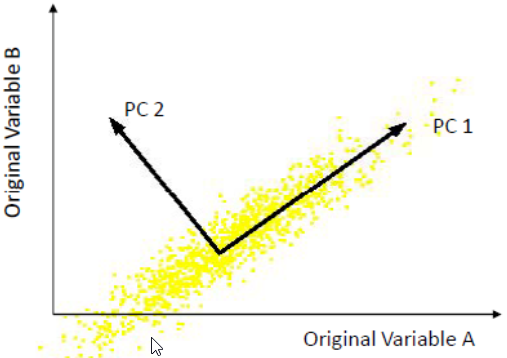 Original Variable B
PC 2
PC 1
Original Variable A